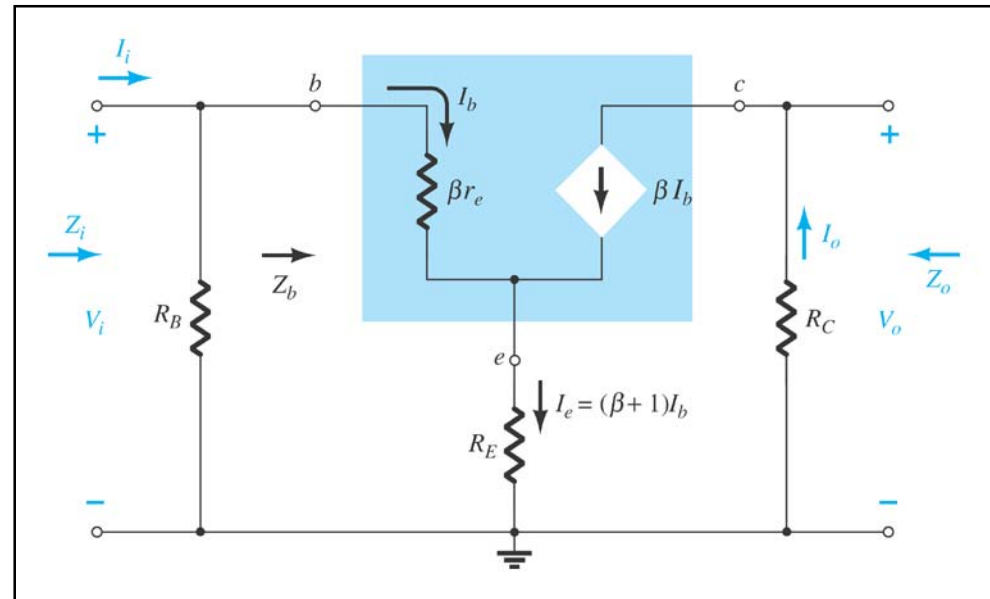 I_i
b
I_b
c
+
+
βr_e
βI_b
Z_i
I_o
Z_b
Z_o
V_i
R_B
R_C
V_o
e
I_e = (β + 1)I_b
R_E
−
−